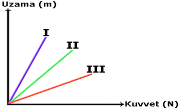 Uzama (m)
I
II
III
Kuvvet (N)